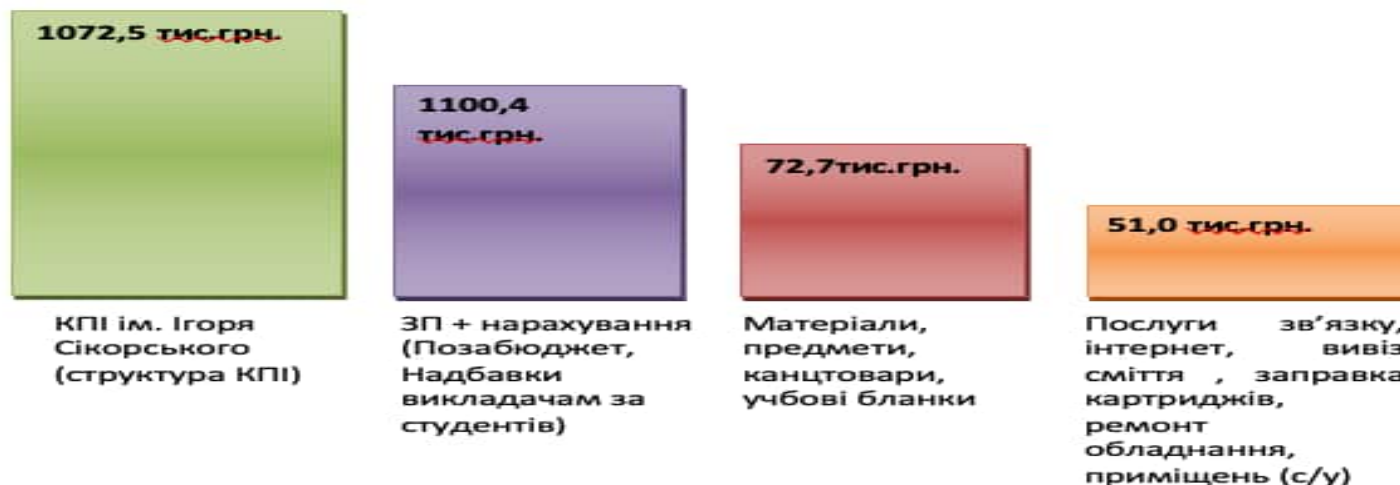 1072,5 тис.грн.
1100,4
тис.грн.
72,7тис.грн.
51,0 тис.грн.
КПІ ім. Ігоря
Сікорського
(структура КПІ)
ЗП + нарахування
(Позабюджет,
Надбавки
викладачам за
студентів)
Матеріали,
предмети,
канцтовари,
учбові бланки
Послуги зв’язку,
інтернет, вивіз
сміття , заправка
картриджів,
ремонт
обладнання,
приміщень (с/у)